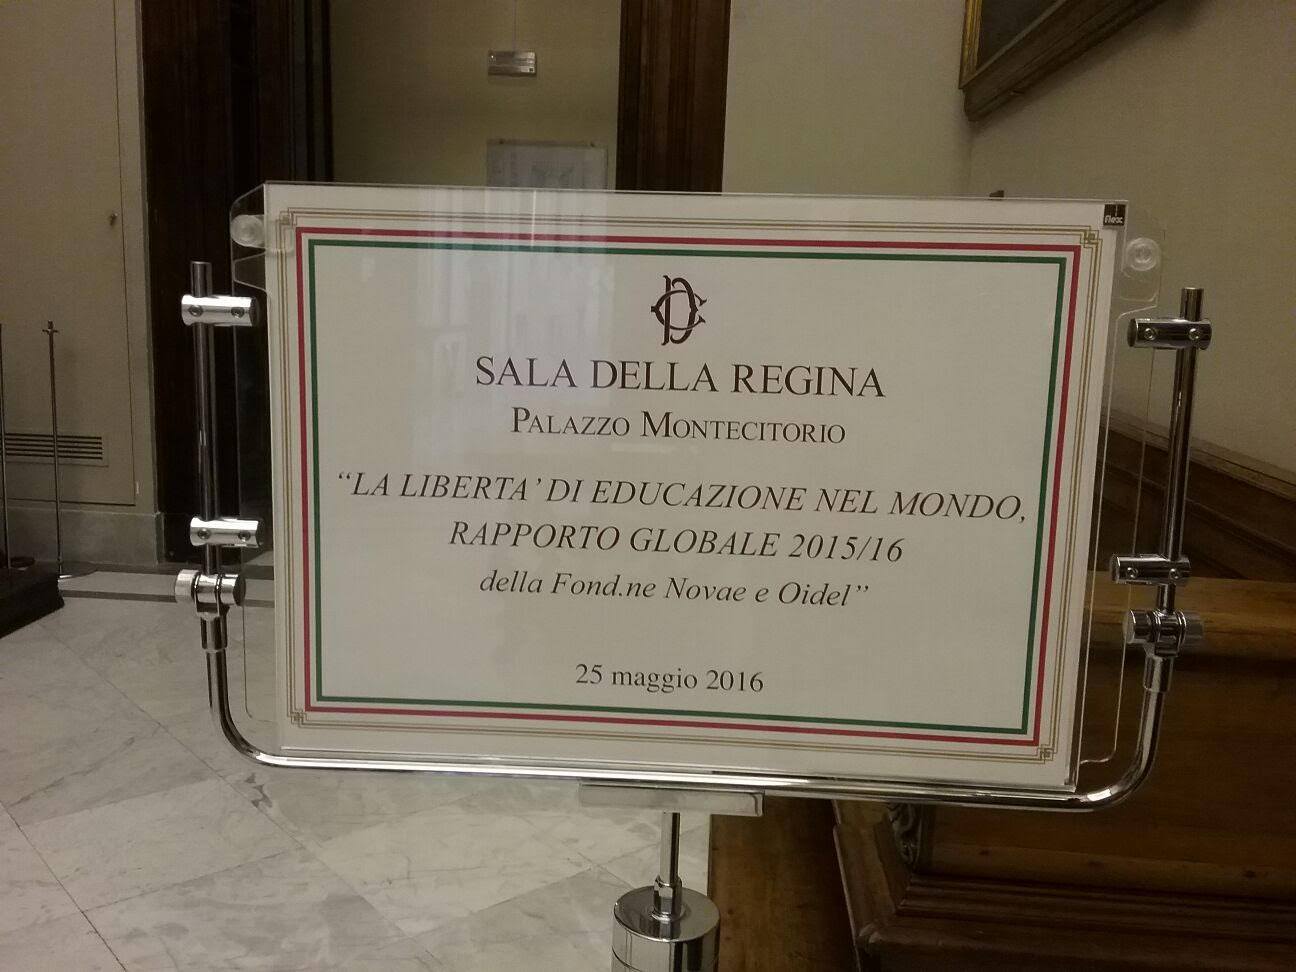 flex
SALA DELLA REGINA
PALAZZO MONTECITORIO
“LA LIBERTA’ DI EDUCAZIONE NEL MONDO,
RAPPORTO GLOBALE 2015/16
della Fond.ne Novae e Oidel”
25 maggio 2016